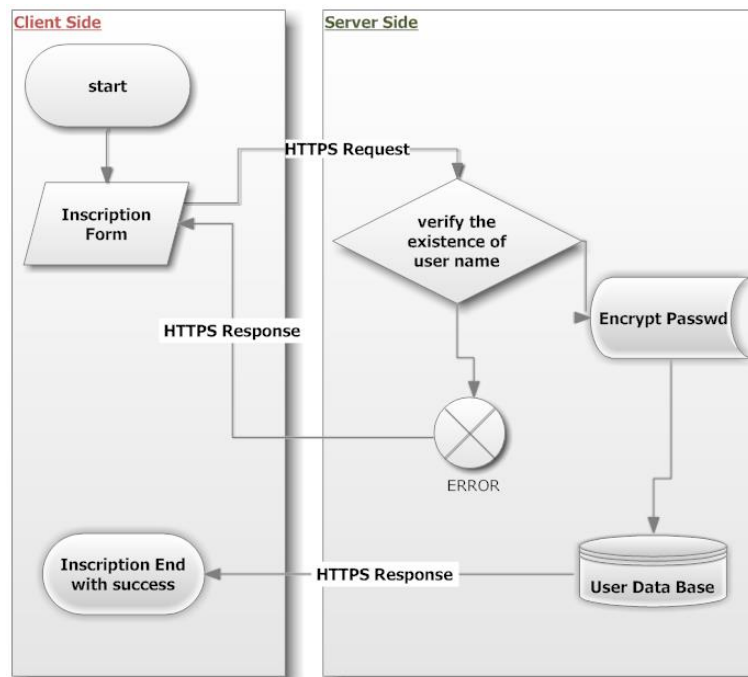 Client Side
Server Side
start
HTTPS Request
Inscription
Form
verify the
existence of
user name
Encrypt Passwd
HTTPS Response
ERROR
Inscription End
with success
HTTPS Response
User Data Base